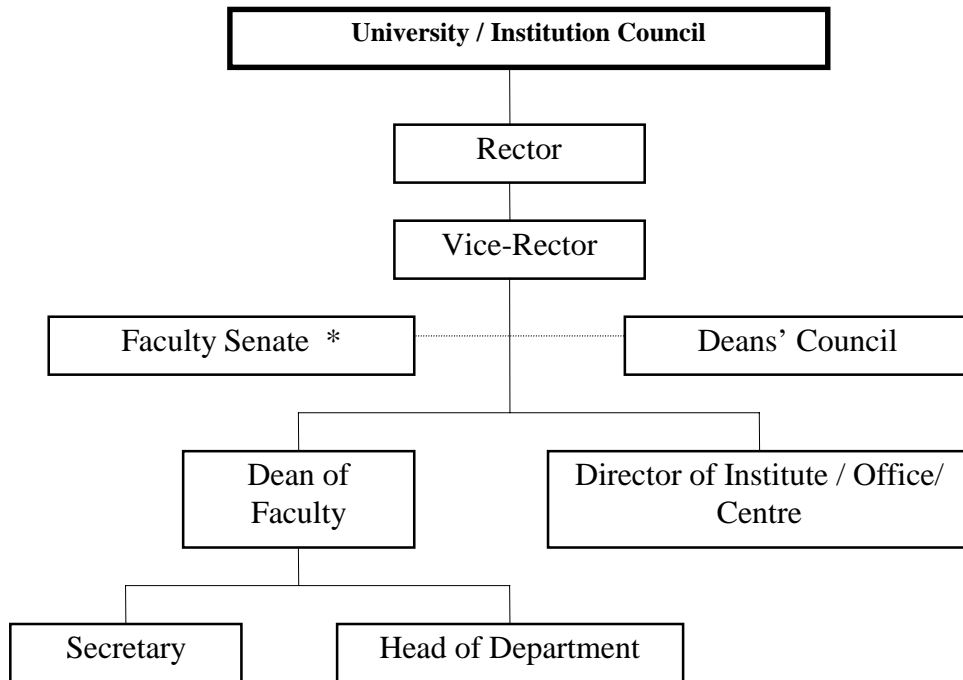 University / Institution Council
Rector
Vice-Rector
Faculty Senate *
Deans’ Council
Dean of
Faculty
Director of Institute / Office/
Centre
Secretary
Head of Department